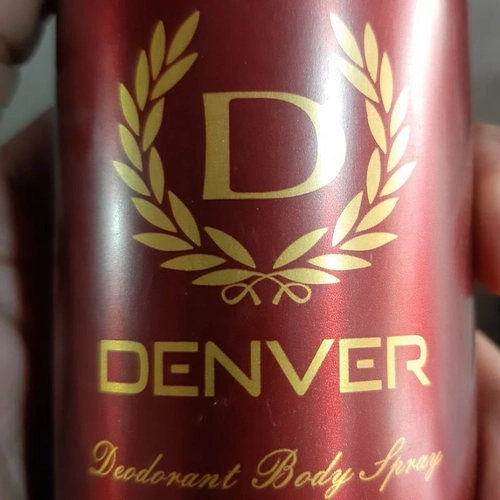 D
DENVER
Deodorant Body Spray